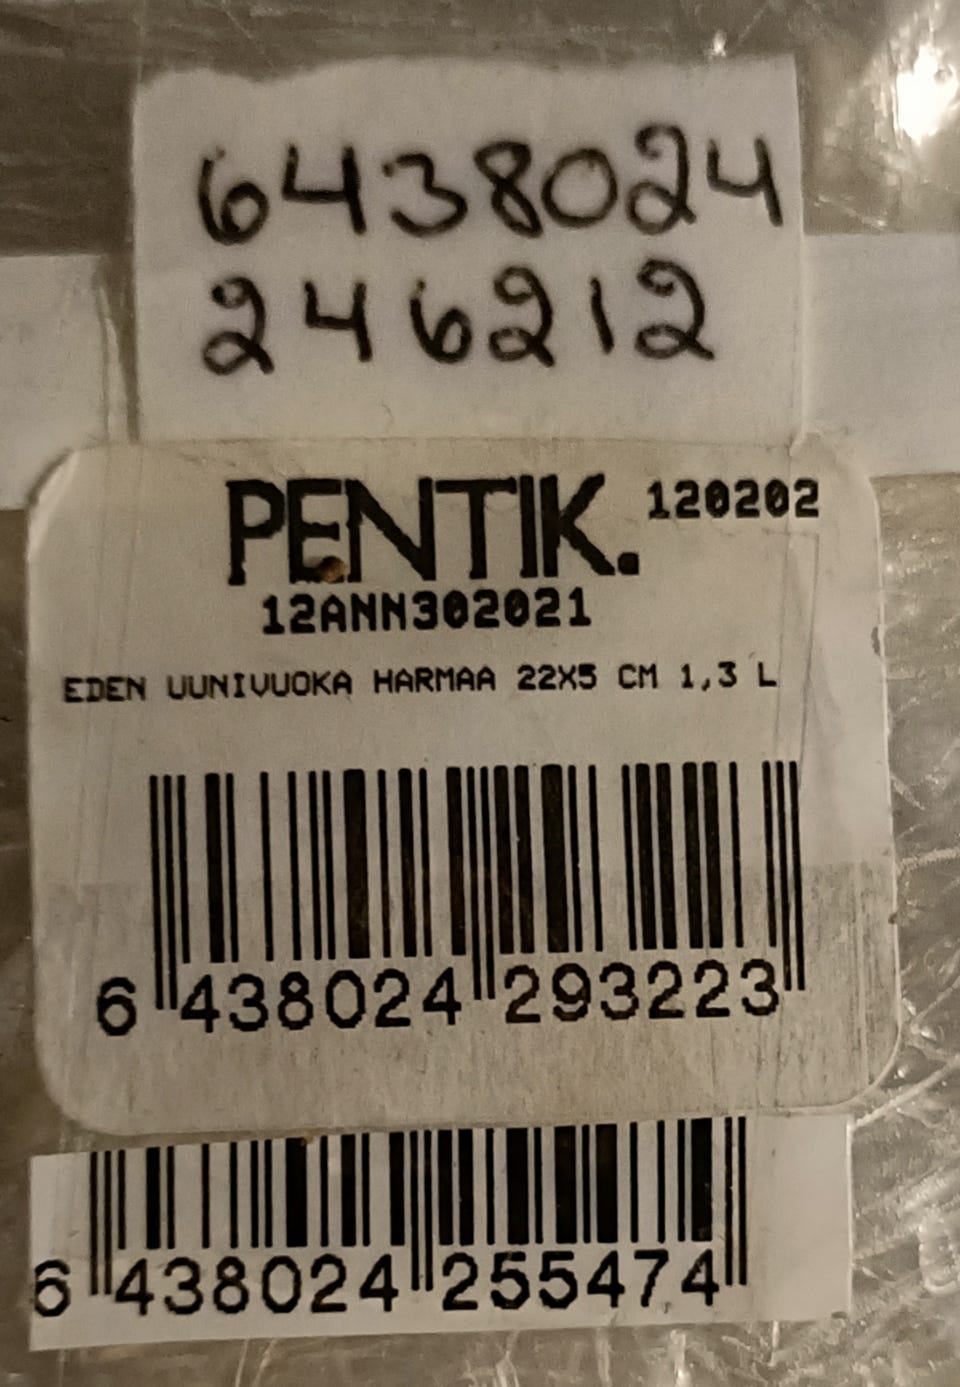 6438024
246212
PENTIK. 120202
12ANN302021
EDEN UUNIVUOKA HARMAA 22X5 CM 1,3 L
6 438024 293223
6 438024 255474